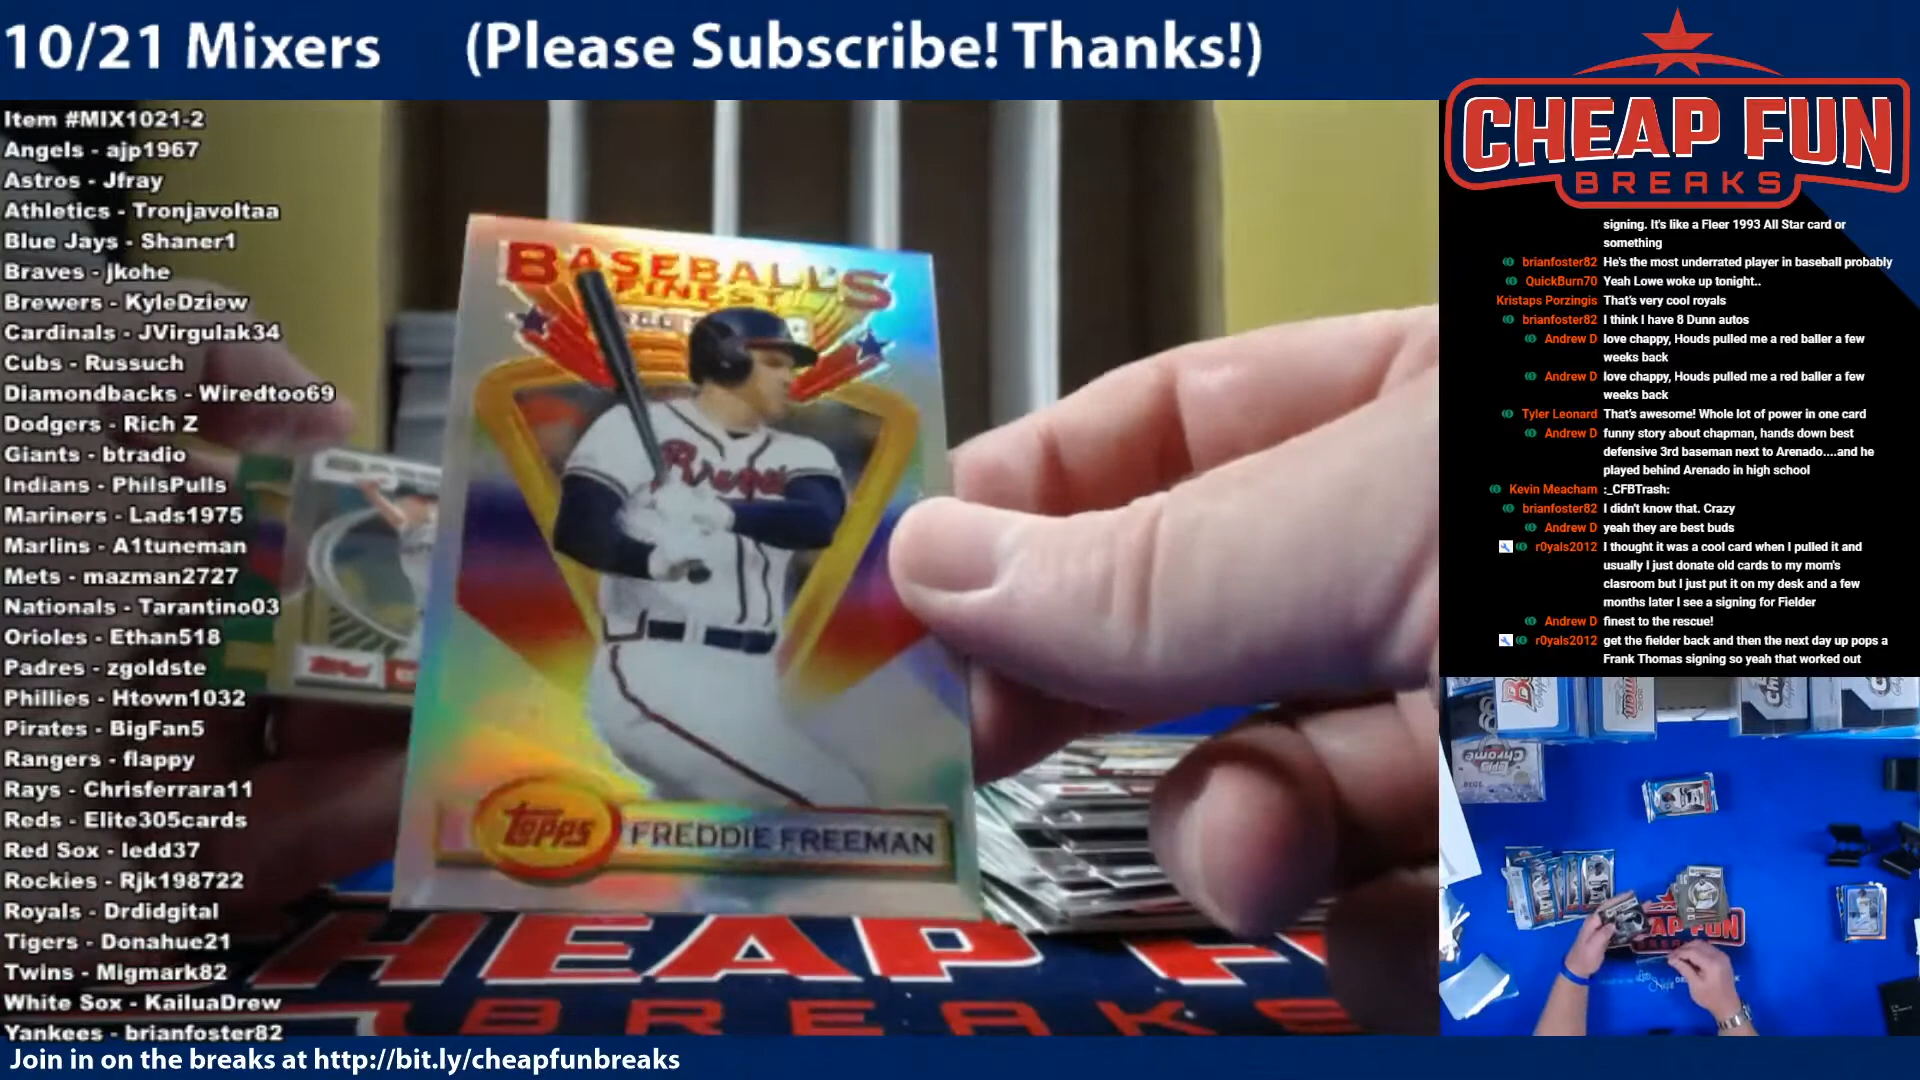 10/21 Mixers (Please Subscribe! Thanks!)
CHEAP FUN
BREAKS
Item #MIX1021-2
Angels - ajp1967
Astros - Jfray
Athletics - Tronjavoltaa
Blue Jays - Shaner1
Braves - jkohe
Brewers - KyleDziew
Cardinals - JVirgulak34
Cubs - Russuch
Diamondbacks - Wiredtoo69
Dodgers - Rich Z
Giants - btradio
Indians - PhilsPulls
Mariners - Lads1975
Marlins - A1tuneman
Mets - mazman2727
Nationals - Tarantino03
Orioles - Ethan518
Padres - zgoldste
Phillies - Htown1032
Pirates - BigFan5
Rangers - flappy
Rays - Chrisferrara11
Reds - Elite305cards
Red Sox - ledd37
Rockies - Rjk198722
Royals - Drdidgital
Tigers - Donahue21
Twins - Migmark82
White Sox - KailuaDrew
Yankees - brianfoster82
BASEBALL'S
FINEST
Braves
TOPPS FREDDIE FREEMAN
HEAP F
BREAKS
signing. It's like a Fleer 1993 All Star card or
something
brianfoster82 He's the most underrated player in baseball probably
QuickBurn70 Yeah Lowe woke up tonight..
Kristaps Porzingis That's very cool royals
brianfoster82 I think I have 8 Dunn autos
Andrew D love chappy, Houds pulled me a red baller a few
weeks back
Andrew D love chappy, Houds pulled me a red baller a few
weeks back
Tyler Leonard That's awesome! Whole lot of power in one card
Andrew D funny story about chapman, hands down best
defensive 3rd baseman next to Arenado....and he
played behind Arenado in high school
Kevin Meacham :_CFBTrash:
brianfoster82 I didn't know that. Crazy
Andrew D yeah they are best buds
r0yals2012 I thought it was a cool card when I pulled it and
usually I just donate old cards to my mom's
clasroom but I just put it on my desk and a few
months later I see a signing for Fielder
Andrew D finest to the rescue!
r0yals2012 get the fielder back and then the next day up pops a
Frank Thomas signing so yeah that worked out
Chrome
AP FUN
Join in on the breaks at http://bit.ly/cheapfunbreaks